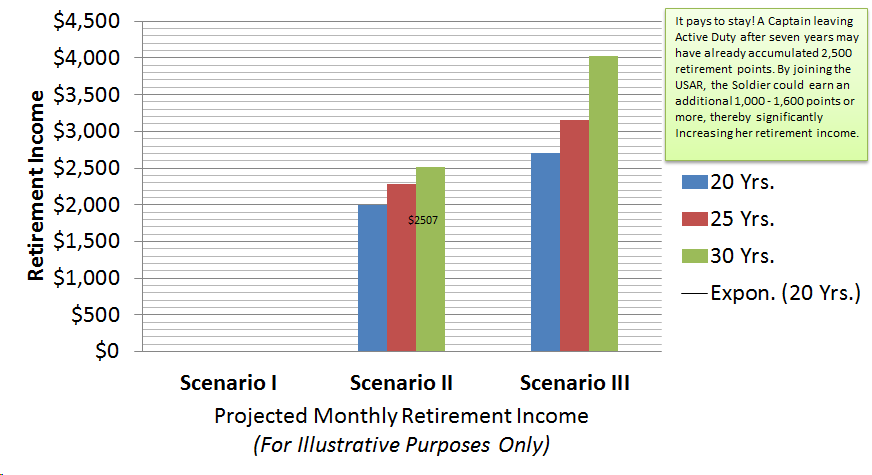 $4,500
$4,000
$3,500
$3,000
$2,500
$2,000
$1,500
$1,000
$500
$0
Retirement Income
$2507
Scenario I
Scenario II
Scenario III
Projected Monthly Retirement Income
(For Illustrative Purposes Only)
It pays to stay! A Captain leaving
Active Duty after seven years may
have already accumulated 2,500
retirement points. By joining the
USAR, the Soldier could earn an
additional 1,000 - 1,600 points or
more, thereby significantly
Increasing her retirement income.
20 Yrs.
25 Yrs.
30 Yrs.
Expon. (20 Yrs.)